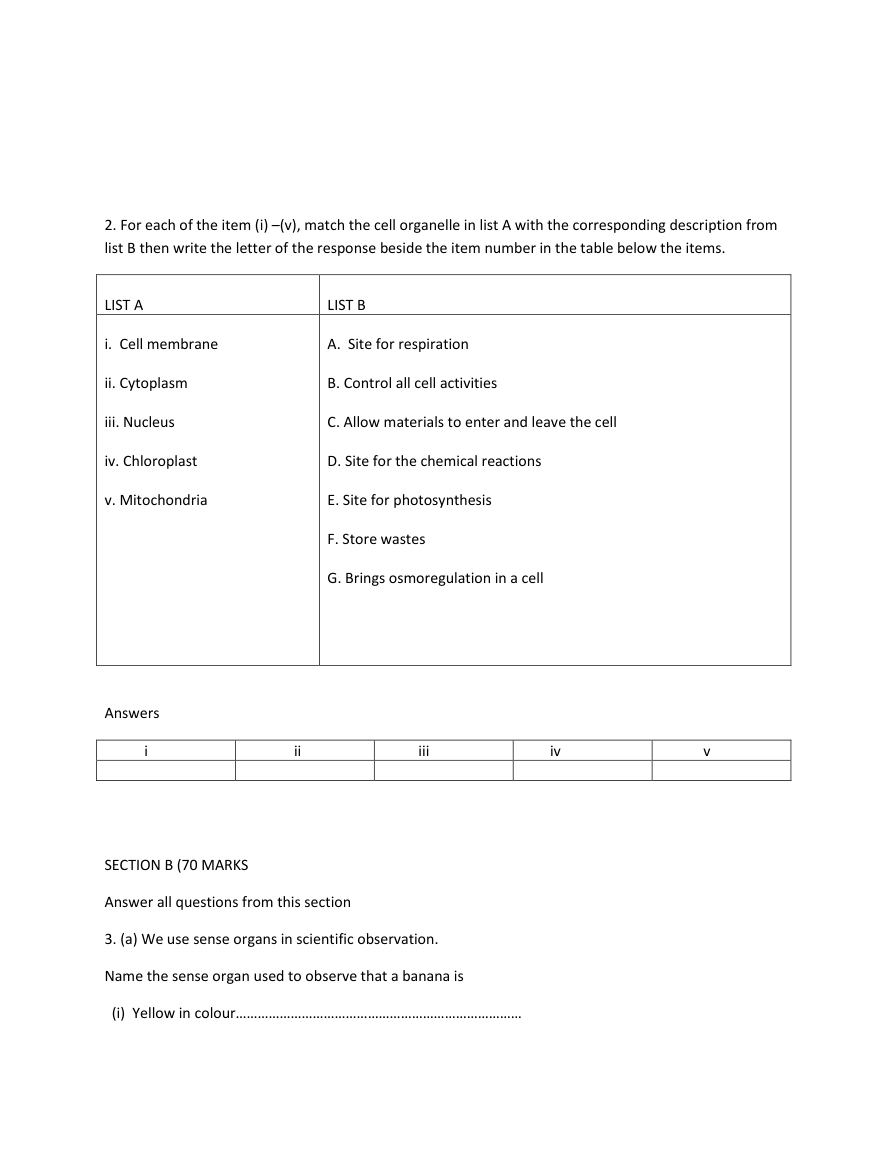 2. For each of the item (i) –(v), match the cell organelle in list A with the corresponding description from
list B then write the letter of the response beside the item number in the table below the items.
LIST A LIST B
i. Cell membrane A. Site for respiration
ii. Cytoplasm B. Control all cell activities
iii. Nucleus C. Allow materials to enter and leave the cell
iv. Chloroplast D. Site for the chemical reactions
v. Mitochondria E. Site for photosynthesis
F. Store wastes
G. Brings osmoregulation in a cell
Answers
i ii iii iv v
SECTION B (70 MARKS
Answer all questions from this section
3. (a) We use sense organs in scientific observation.
Name the sense organ used to observe that a banana is
(i) Yellow in colour……………………………………………………………………